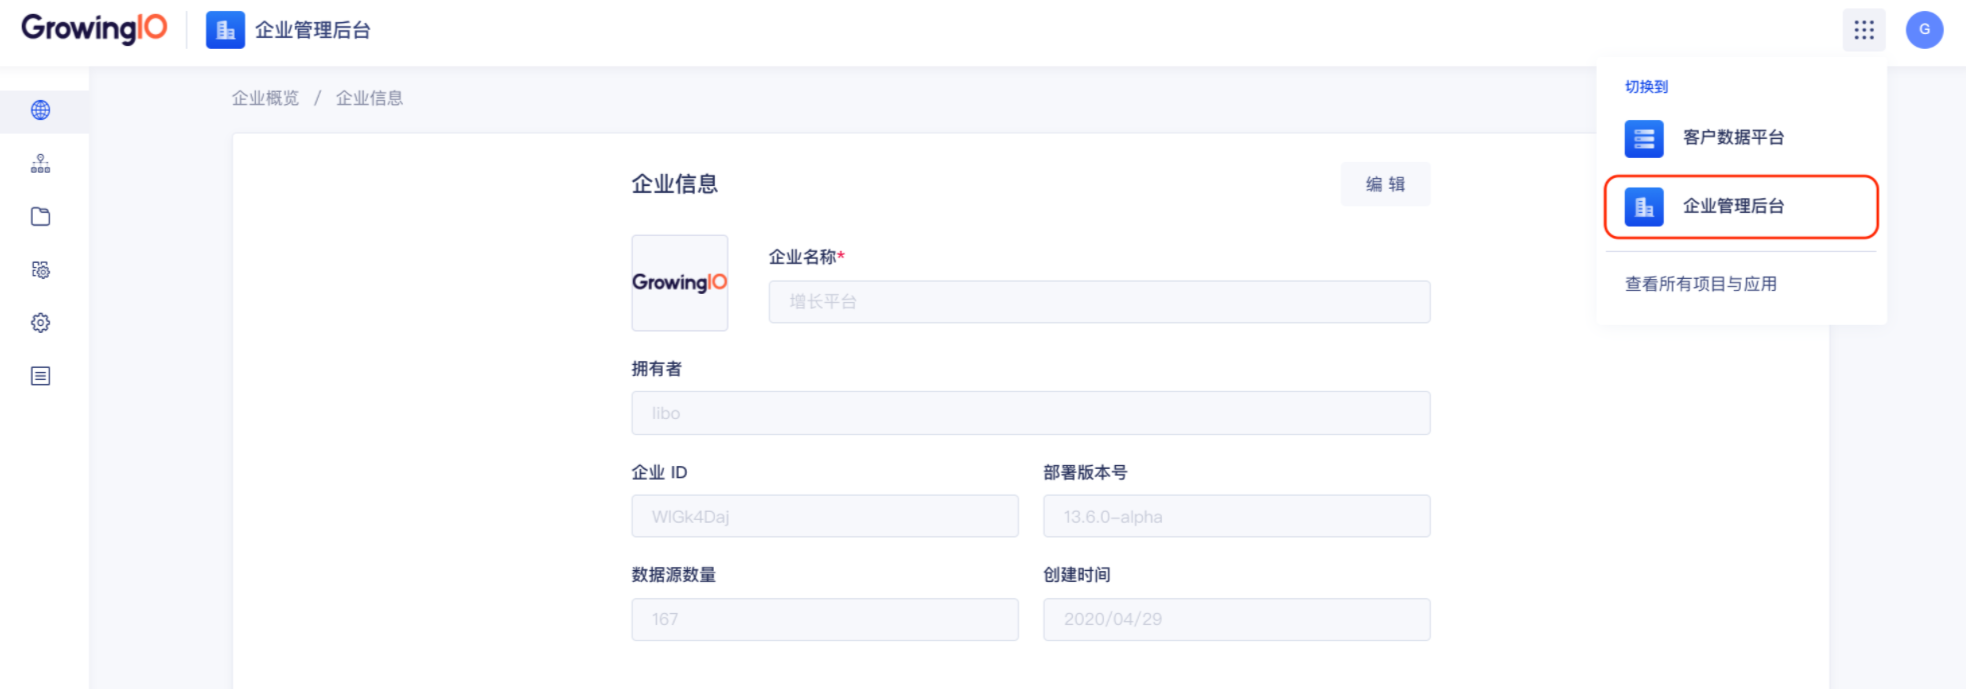 GrowingIO
企业管理后台
G
企业概览 / 企业信息
切换到
客户数据平台
企业管理后台
查看所有项目与应用
企业信息
编 辑
GrowingIO
企业名称*
增长平台
拥有者
libo
企业 ID
部署版本号
WlGk4Daj
13.6.0-alpha
数据源数量
创建时间
167
2020/04/29